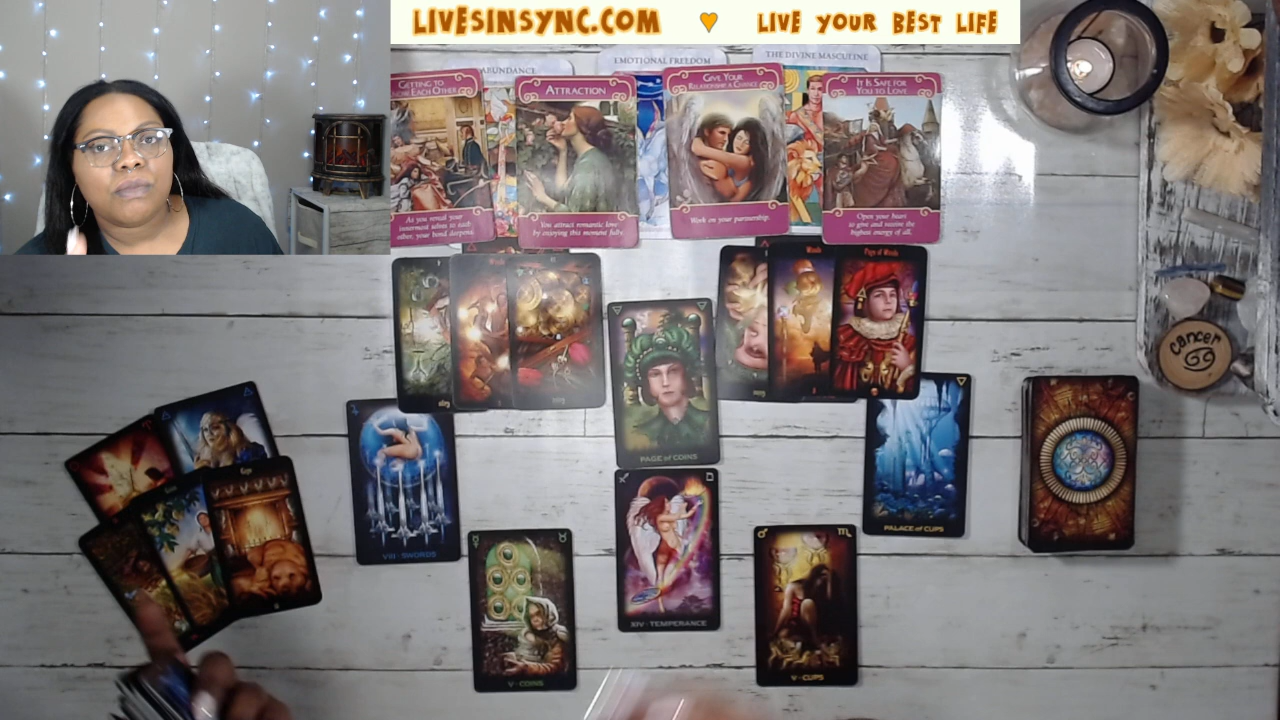 LIVESINSYNC.COM ♥ LIVE YOUR BEST LIFE
ABUNDANCE
EMOTIONAL FREEDOM
THE DIVINE MASCULINE
GETTING TO
KNOW EACH OTHER
As you reveal your
innermost selves to each
other, your bond deepens.
ATTRACTION
You attract romantic love
by enjoying this moment fully.
GIVE YOUR
RELATIONSHIP A CHANCE
Work on your partnership.
IT IS SAFE FOR
YOU TO LOVE
Open your heart
to give and receive the
highest energy of all.
Page of Wands
PAGE of COINS
cancer
VIII · SWORDS
PALACE of CUPS
XIV · TEMPERANCE
V · COINS
V · CUPS